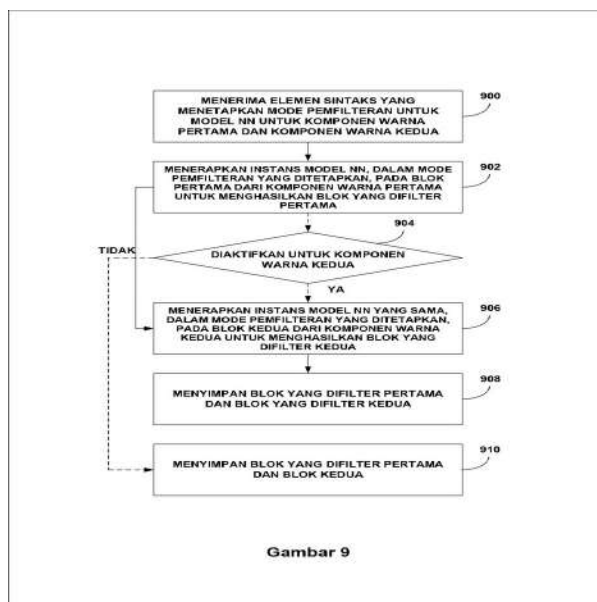 900
MENERIMA ELEMEN SINTAKS YANG
MENETAPKAN MODE PEMFILTERAN UNTUK
MODEL NN UNTUK KOMPONEN WARNA
PERTAMA DAN KOMPONEN WARNA KEDUA
902
MENERAPKAN INSTANS MODEL NN, DALAM MODE
PEMFILTERAN YANG DITETAPKAN, PADA BLOK
PERTAMA DARI KOMPONEN WARNA PERTAMA
UNTUK MENGHASILKAN BLOK YANG DIFILTER
PERTAMA
904
TIDAK
DIAKTIFKAN UNTUK KOMPONEN
WARNA KEDUA
YA
906
MENERAPKAN INSTANS MODEL NN YANG SAMA,
DALAM MODE PEMFILTERAN YANG DITETAPKAN,
PADA BLOK KEDUA DARI KOMPONEN WARNA
KEDUA UNTUK MENGHASILKAN BLOK YANG
DIFILTER KEDUA
908
MENYIMPAN BLOK YANG DIFILTER PERTAMA
DAN BLOK YANG DIFILTER KEDUA
910
MENYIMPAN BLOK YANG DIFILTER PERTAMA
DAN BLOK KEDUA
Gambar 9